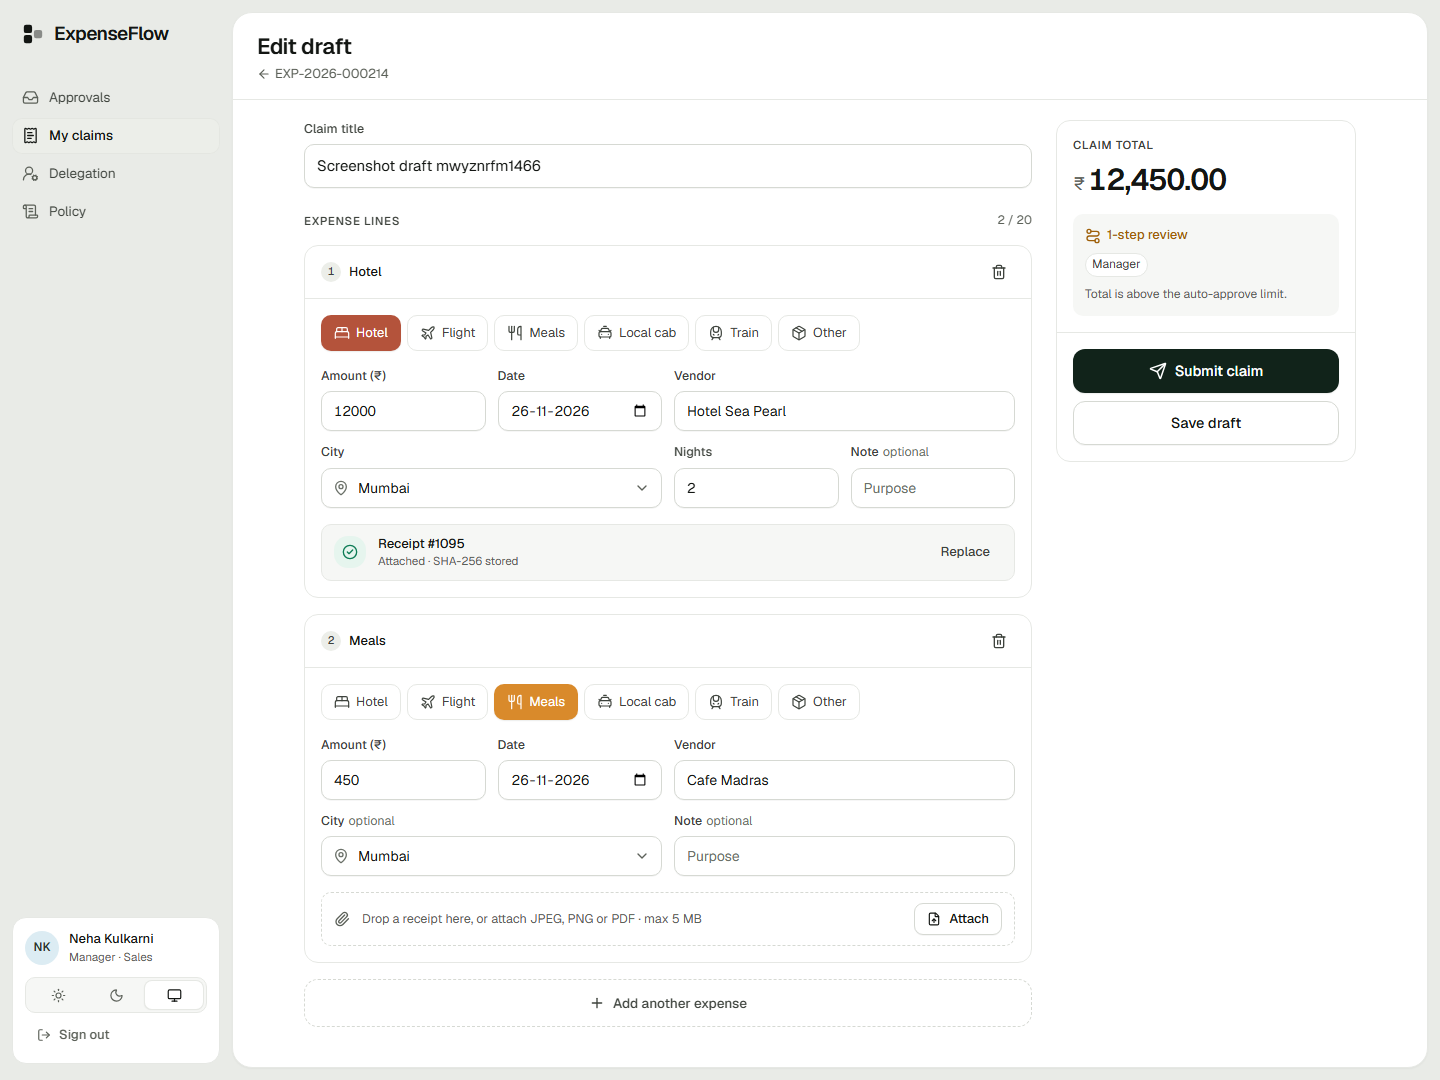 ExpenseFlow
Approvals
My claims
Delegation
Policy
Edit draft
← EXP-2026-000214
Claim title
Screenshot draft mwyznrfm1466
EXPENSE LINES 2 / 20
1 Hotel
Hotel Flight Meals Local cab Train Other
Amount (₹) Date Vendor
12000 26-11-2026 Hotel Sea Pearl
City Nights Note optional
Mumbai 2 Purpose
Receipt #1095
Attached · SHA-256 stored
Replace
2 Meals
Hotel Flight Meals Local cab Train Other
Amount (₹) Date Vendor
450 26-11-2026 Cafe Madras
City optional Note optional
Mumbai Purpose
Drop a receipt here, or attach JPEG, PNG or PDF · max 5 MB Attach
+ Add another expense
CLAIM TOTAL
₹ 12,450.00
1-step review
Manager
Total is above the auto-approve limit.
Submit claim
Save draft
NK Neha Kulkarni
Manager · Sales
Sign out